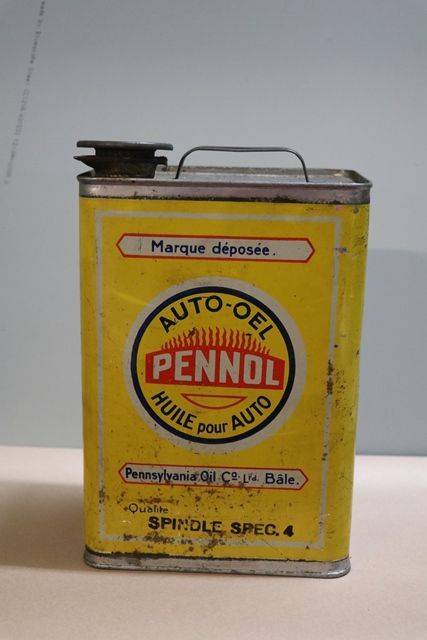 Marque déposée.
AUTO-OEL
PENNOL
HUILE pour AUTO
Pennsylvania Oil Co. Ltd. Bâle.
Qualité
SPINDLE SPEC. 4